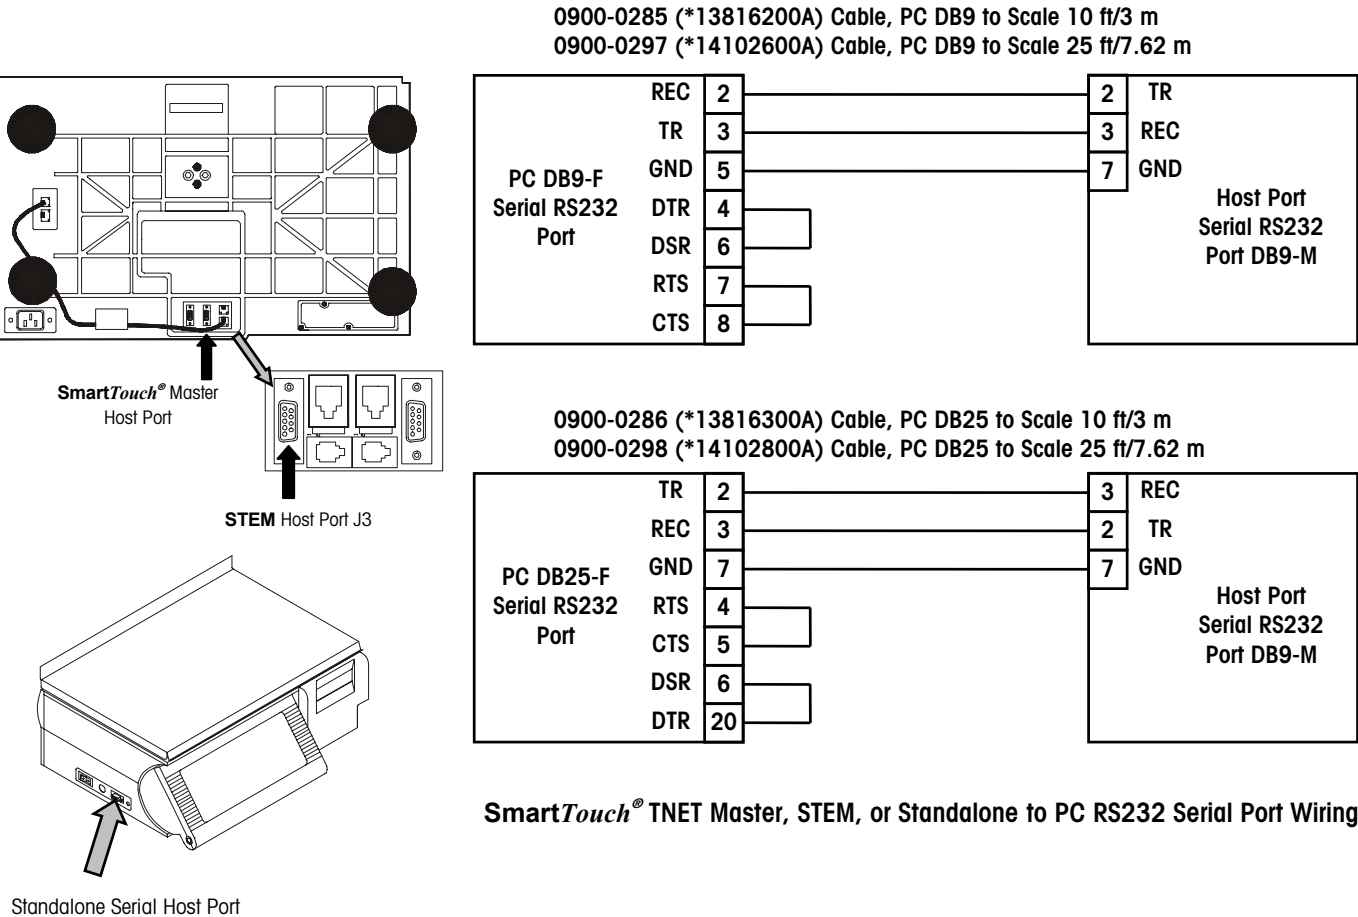 0900-0285 (*13816200A) Cable, PC DB9 to Scale 10 ft/3 m
0900-0297 (*14102600A) Cable, PC DB9 to Scale 25 ft/7.62 m
PC DB9-F
Serial RS232
Port
REC 2
TR 3
GND 5
DTR 4
DSR 6
RTS 7
CTS 8
2 TR
3 REC
7 GND
Host Port
Serial RS232
Port DB9-M
SmartTouch® Master
Host Port
STEM Host Port J3
0900-0286 (*13816300A) Cable, PC DB25 to Scale 10 ft/3 m
0900-0298 (*14102800A) Cable, PC DB25 to Scale 25 ft/7.62 m
PC DB25-F
Serial RS232
Port
TR 2
REC 3
GND 7
RTS 4
CTS 5
DSR 6
DTR 20
3 REC
2 TR
7 GND
Host Port
Serial RS232
Port DB9-M
SmartTouch® TNET Master, STEM, or Standalone to PC RS232 Serial Port Wiring
Standalone Serial Host Port